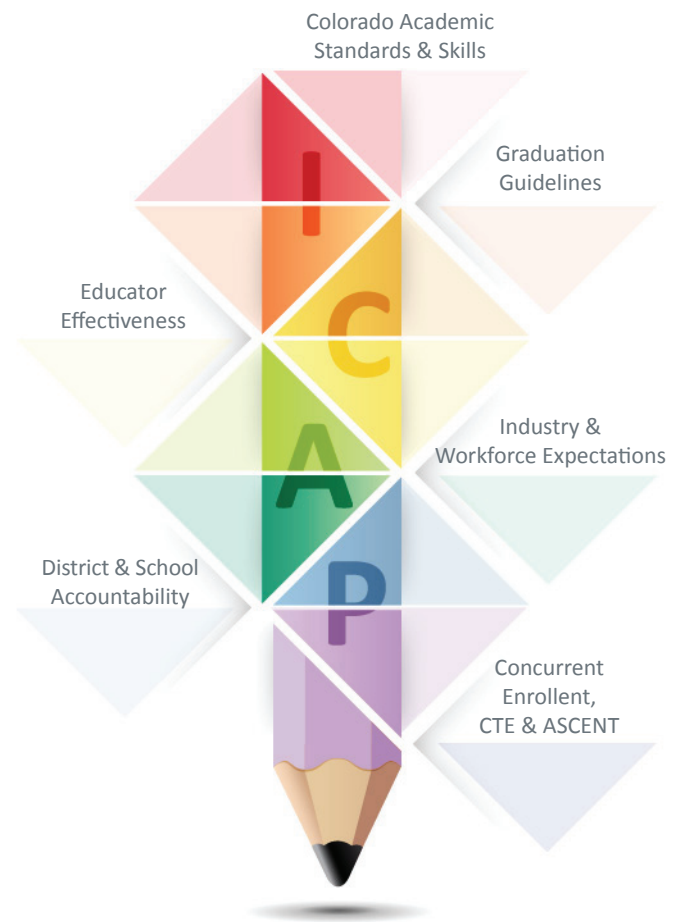 Colorado Academic
Standards & Skills
I
Graduation
Guidelines
Educator
Effectiveness
C
A
Industry &
Workforce Expectations
District & School
Accountability
P
Concurrent
Enrollent,
CTE & ASCENT